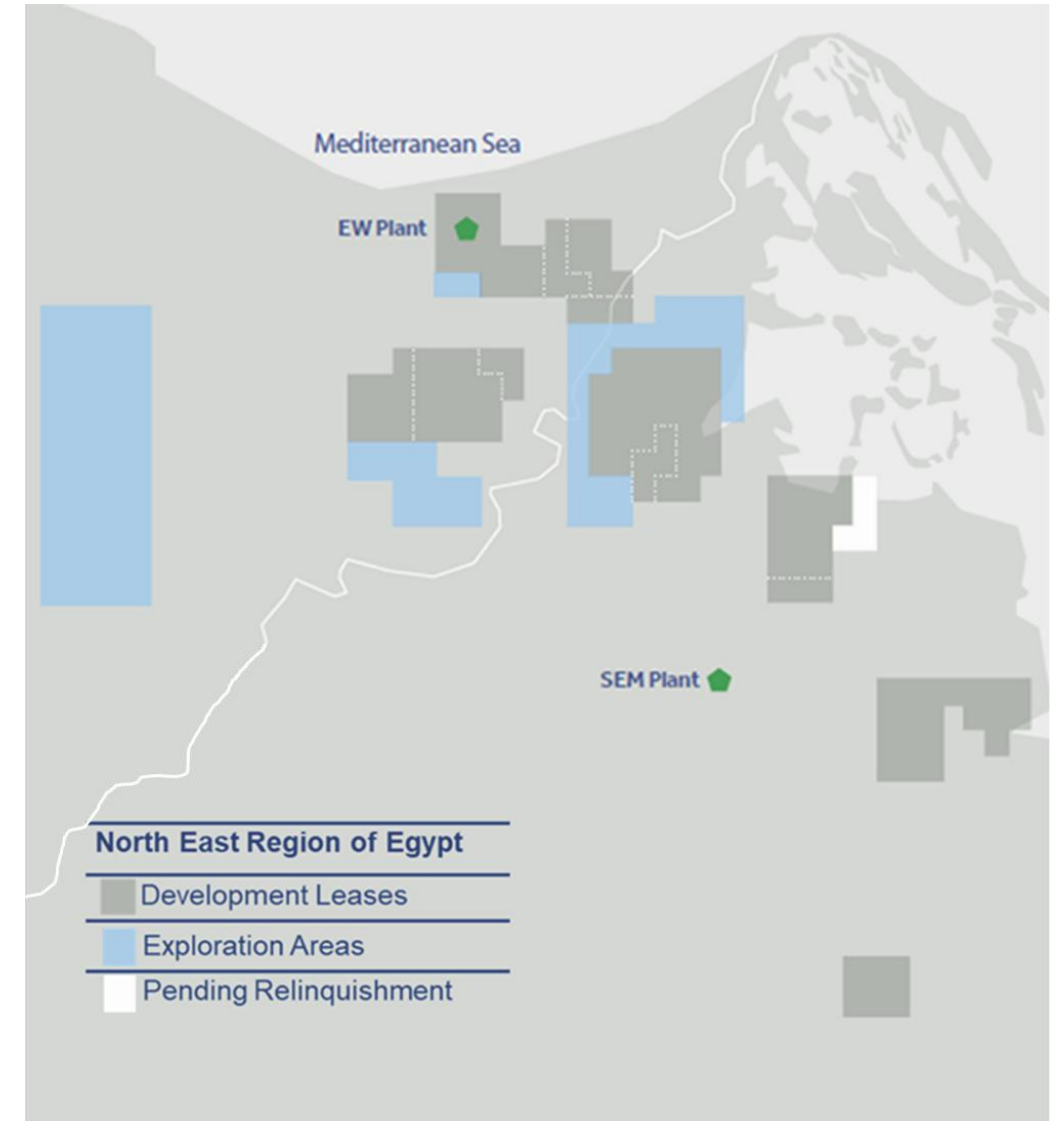 Mediterranean Sea
EW Plant
SEM Plant
North East Region of Egypt
Development Leases
Exploration Areas
Pending Relinquishment